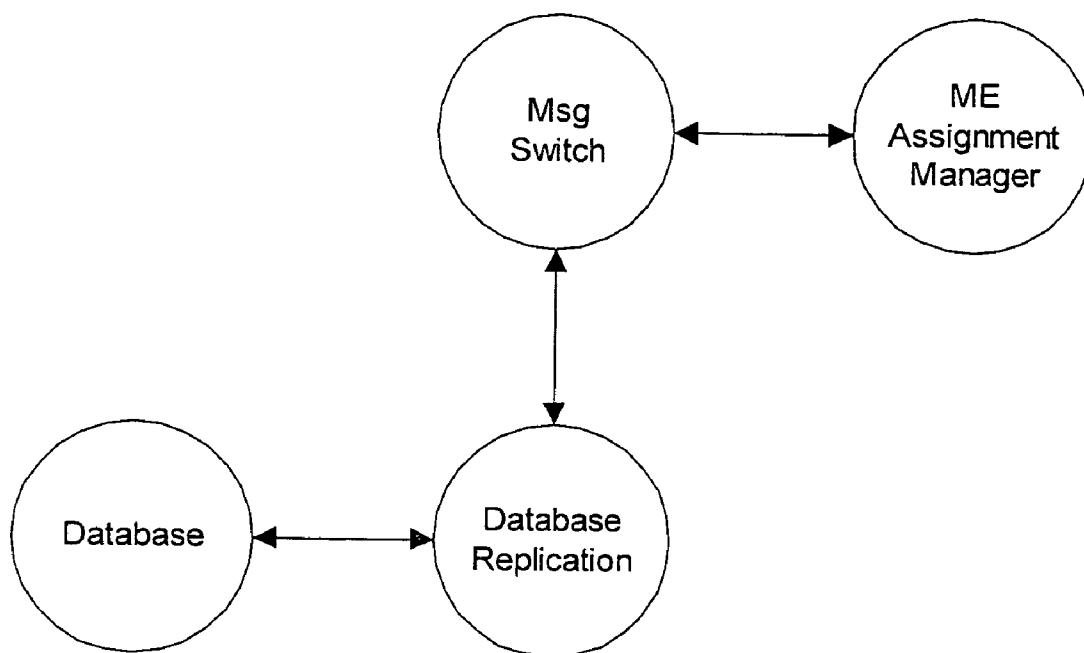 Msg
Switch
ME
Assignment
Manager
Database
Database
Replication